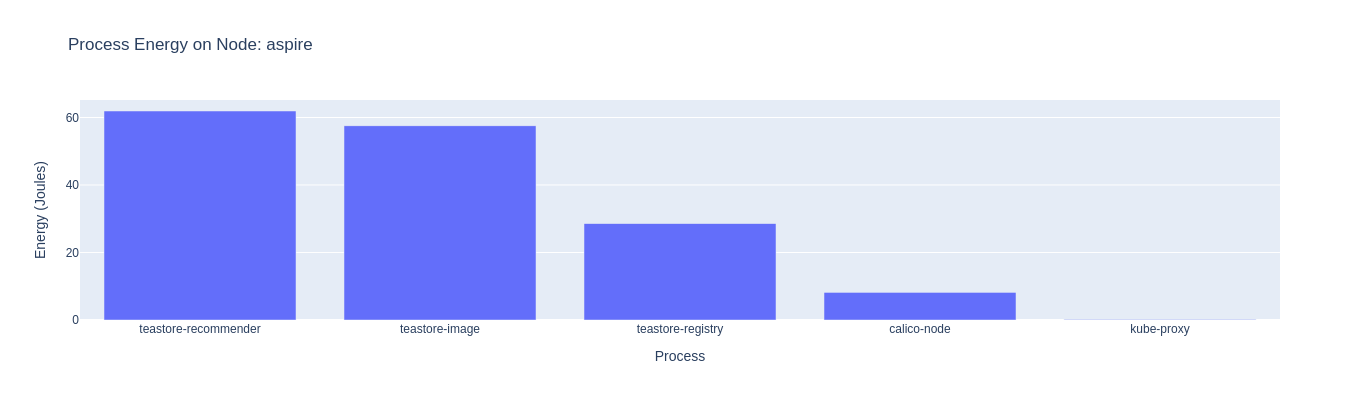 Process Energy on Node: aspire
Energy (Joules)
60
40
20
0
teastore-recommender
teastore-image
teastore-registry
calico-node
kube-proxy
Process